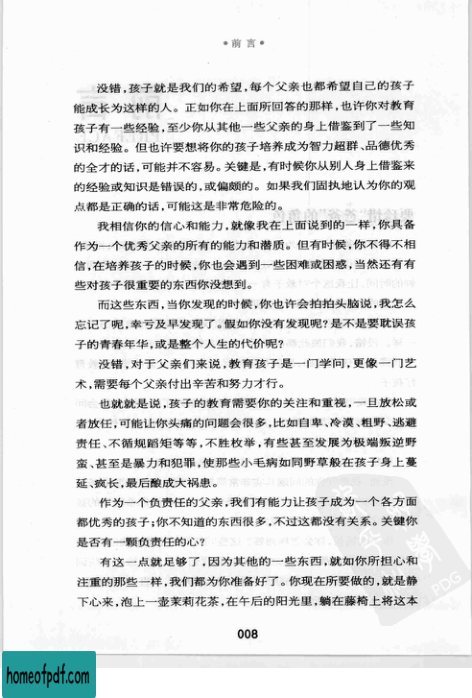 •前言•
没错,孩子就是我们的希望,每个父亲也都希望自己的孩子
能成长为这样的人。正如你在上面所回答的那样,也许你对教育
孩子有一些经验,至少你从其他一些父亲的身上借鉴到了一些知
识和经验。但也许要想将你的孩子培养成为智力超群、品德优秀
的全才的话,可能并不容易。关键是,有时候你从别人身上借鉴来
的经验或知识是错误的,或偏颇的。如果我们固执地认为你的观
点都是正确的话,可能这是非常危险的。
我相信你的信心和能力,就像我在上面说到的一样,你具备
作为一个优秀父亲的所有的能力和潜质。但有时候,你不得不相
信,在培养孩子的时候,你也会遇到一些困难或困惑,当然还有有
些对孩子很重要的东西你没想到。
而这些东西,当你发现的时候,你也许会拍拍头脑说,我怎么
忘记了呢,幸亏及早发现了。假如你没有发现呢?是不是要耽误孩
子的青春年华,或是整个人生的代价呢?
没错,对于父亲们来说,教育孩子是一门学问,更像一门艺
术,需要每个父亲付出辛苦和努力才行。
也就就是说,孩子的教育需要你的关注和重视,一旦放松或
者放任,可能让你头痛的问题会很多,比如自卑、冷漠、粗野、逃避
责任、不循规蹈矩等等,不胜枚举,有些甚至发展为极端叛逆野
蛮、甚至是暴力和犯罪,使那些小毛病如同野草般在孩子身上蔓
延、疯长,最后酿成大祸患。
作为一个负责任的父亲,我们有能力让孩子成为一个各方面
都优秀的孩子;你不知道的东西很多,不过这都没有关系。关键你
是否有一颗负责任的心?
有这一点就足够了,因为其他的一些东西,就如你所担心和
注重的那些一样,我们都为你准备好了。你现在所要做的,就是静
下心来,泡上一壶茉莉花茶,在午后的阳光里,躺在藤椅上将这本
PDG
008
homeofpdf.com